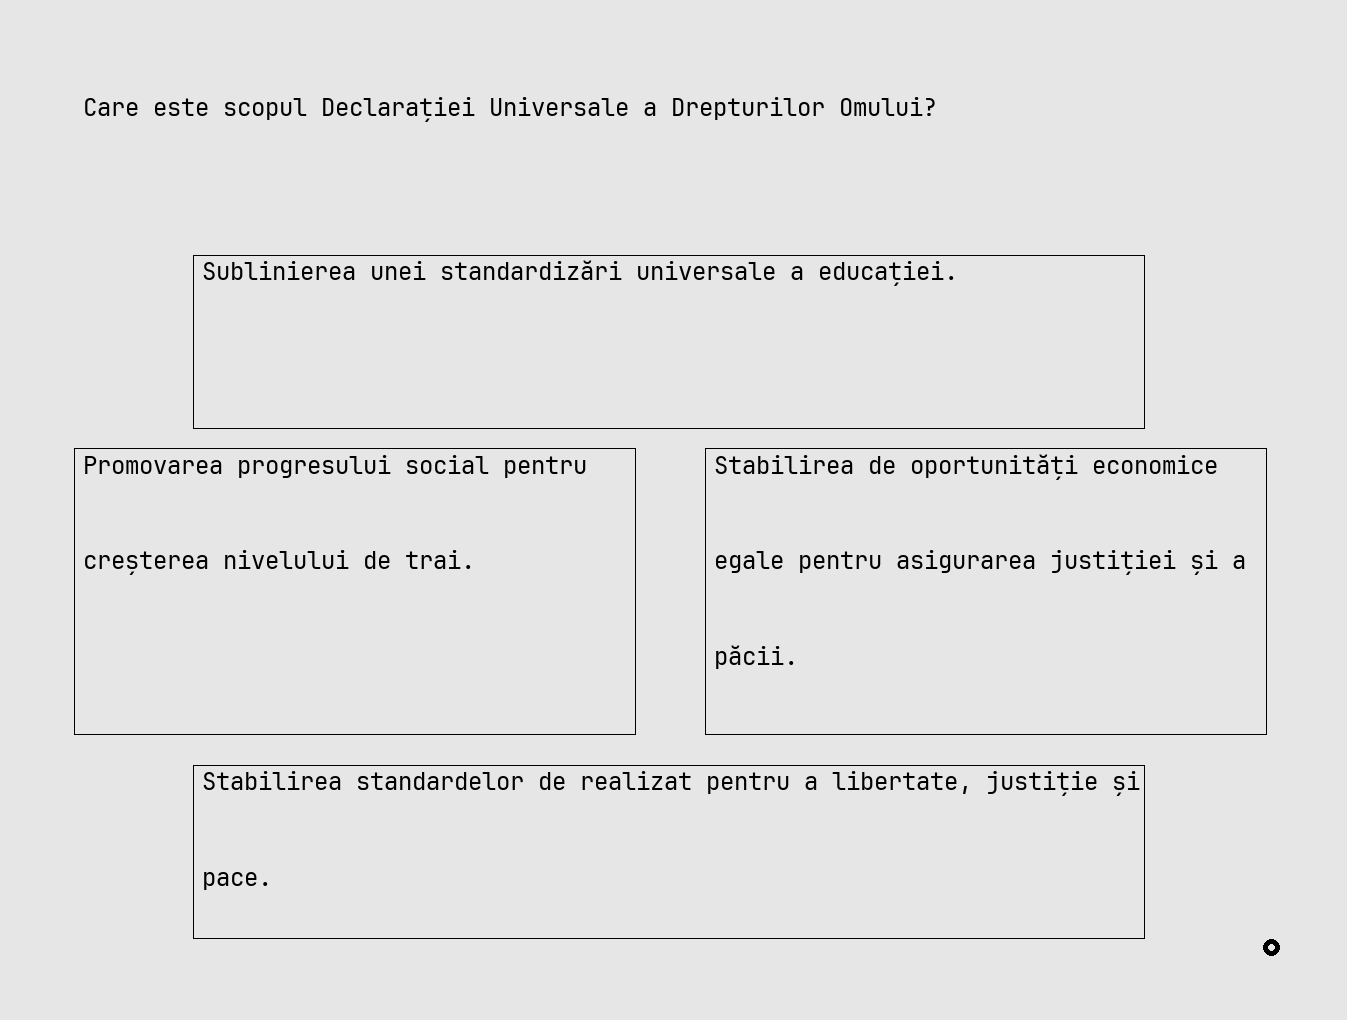 Care este scopul Declarației Universale a Drepturilor Omului?
Sublinierea unei standardizări universale a educației.
Promovarea progresului social pentru
creșterea nivelului de trai.
Stabilirea de oportunități economice
egale pentru asigurarea justiției și a
păcii.
Stabilirea standardelor de realizat pentru a libertate, justiție și
pace.